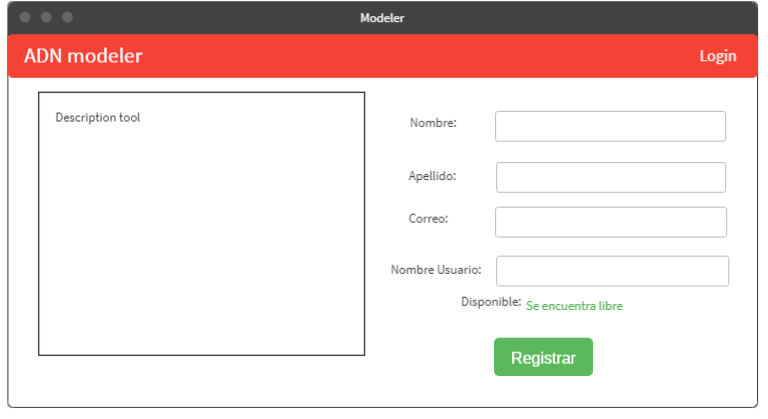 Modeler
ADN modeler
Login
Description tool
Nombre:
Apellido:
Correo:
Nombre Usuario:
Disponible: Se encuentra libre
Registrar